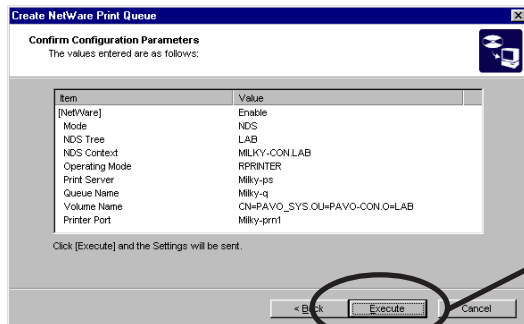 Create NetWare Print Queue
Confirm Configuration Parameters
The values entered are as follows:
Item Value
[NetWare] Enable
Mode NDS
NDS Tree LAB
NDS Context MILKY-CON.LAB
Operating Mode RPRINTER
Print Server Milky-ps
Queue Name Milky-q
Volume Name CN=PAVO_SYS.OU=PAVO-CON.O=LAB
Printer Port Milky-prn1
Click [Execute] and the Settings will be sent.
< Back Execute Cancel